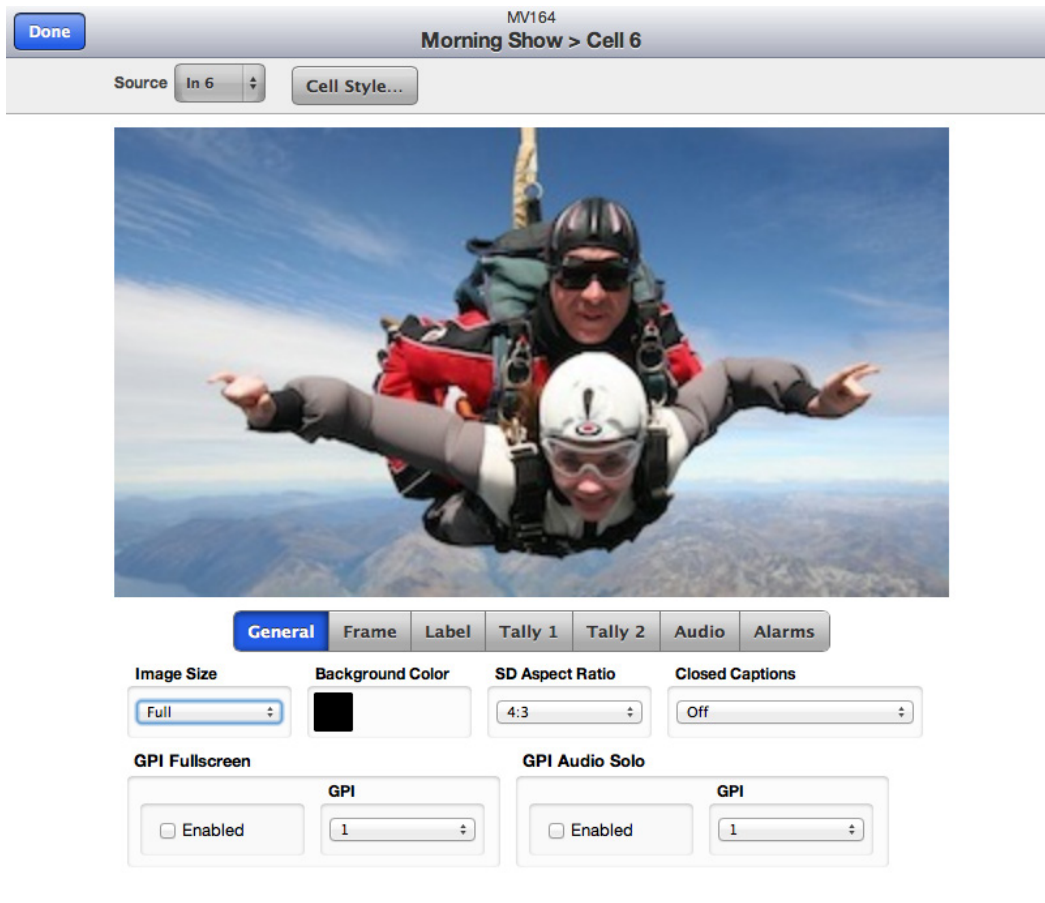 MV164
Done
Morning Show > Cell 6
Source In 6 Cell Style...
General Frame Label Tally 1 Tally 2 Audio Alarms
Image Size Background Color SD Aspect Ratio Closed Captions
Full 4:3 Off
GPI Fullscreen GPI Audio Solo
GPI GPI
Enabled 1 Enabled 1